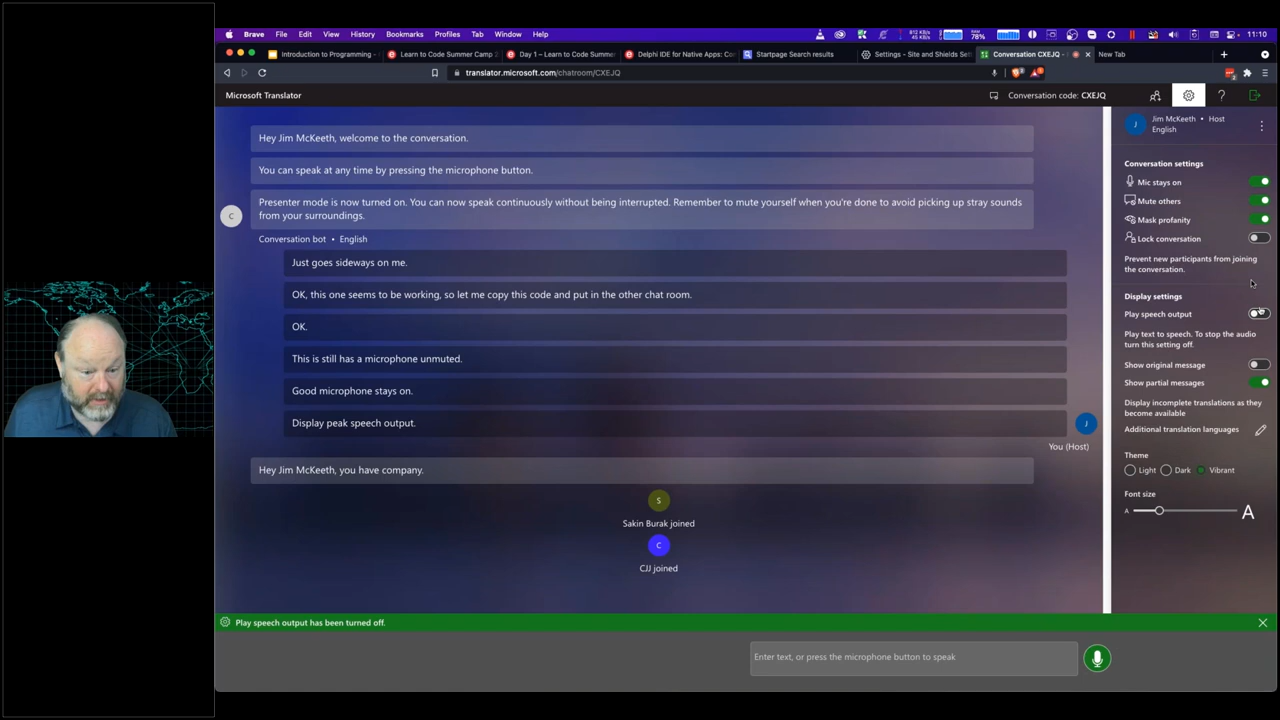 Brave File Edit View History Bookmarks Profiles Tab Window Help
11:10
Introduction to Programming -
Learn to Code Summer Camp
Day 1 – Learn to Code Summe
Delphi IDE for Native Apps: Co
Startpage Search results
Settings - Site and Shields Set
Conversation CXEJQ -
New Tab
translator.microsoft.com/chatroom/CXEJQ
Microsoft Translator
Conversation code: CXEJQ
Hey Jim McKeeth, welcome to the conversation.
You can speak at any time by pressing the microphone button.
Presenter mode is now turned on. You can now speak continuously without being interrupted. Remember to mute yourself when you're done to avoid picking up stray sounds
from your surroundings.
C
Conversation bot • English
Just goes sideways on me.
OK, this one seems to be working, so let me copy this code and put in the other chat room.
OK.
This is still has a microphone unmuted.
Good microphone stays on.
Display peak speech output.
J
You (Host)
Hey Jim McKeeth, you have company.
S
Sakin Burak joined
C
CJJ joined
J
Jim McKeeth • Host
English
Conversation settings
Mic stays on
Mute others
Mask profanity
Lock conversation
Prevent new participants from joining
the conversation.
Display settings
Play speech output
Play text to speech. To stop the audio
turn this setting off.
Show original message
Show partial messages
Display incomplete translations as they
become available
Additional translation languages
Theme
Light Dark Vibrant
Font size
A A
Play speech output has been turned off.
Enter text, or press the microphone button to speak